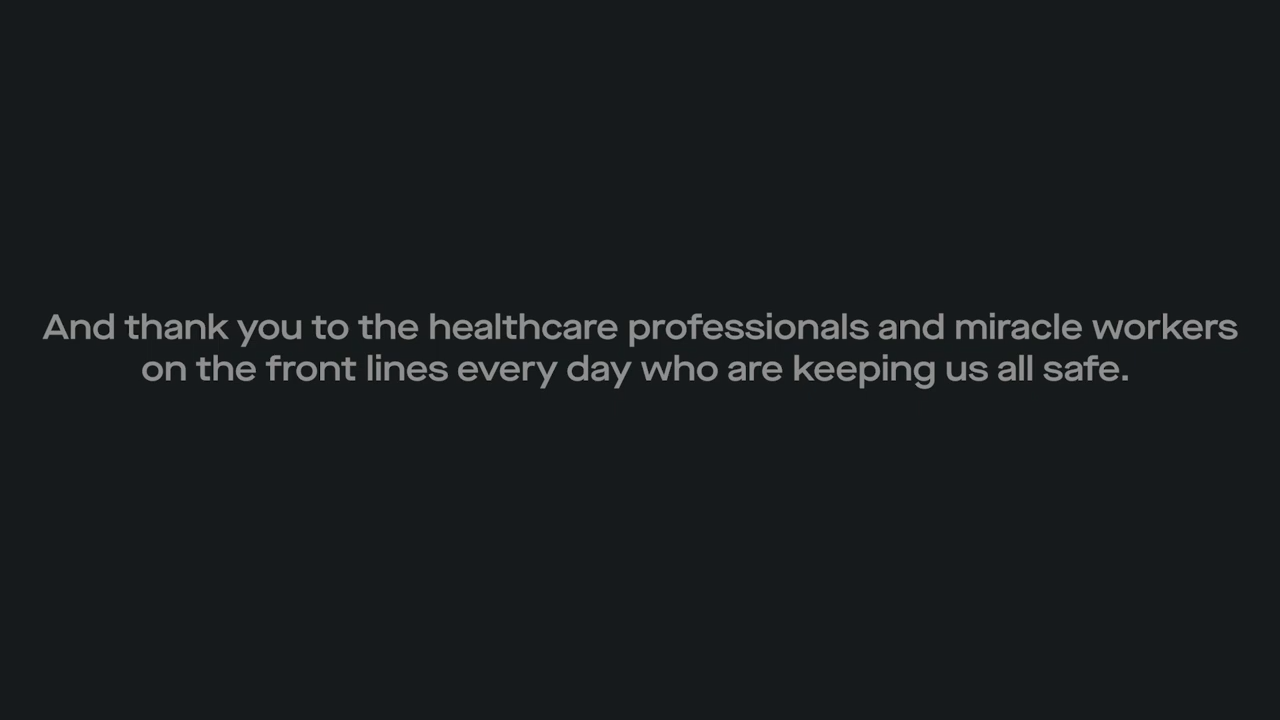 And thank you to the healthcare professionals and miracle workers
on the front lines every day who are keeping us all safe.